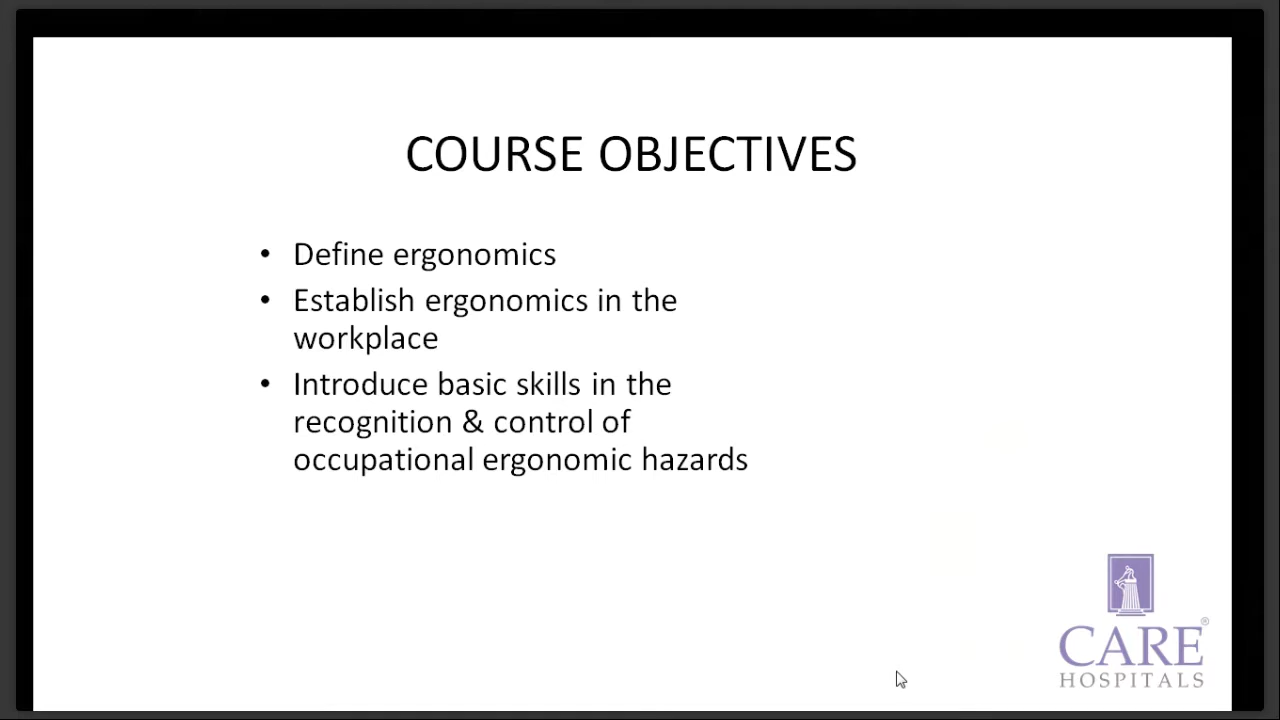 COURSE OBJECTIVES
• Define ergonomics
• Establish ergonomics in the
workplace
• Introduce basic skills in the
recognition & control of
occupational ergonomic hazards
CARE®
HOSPITALS